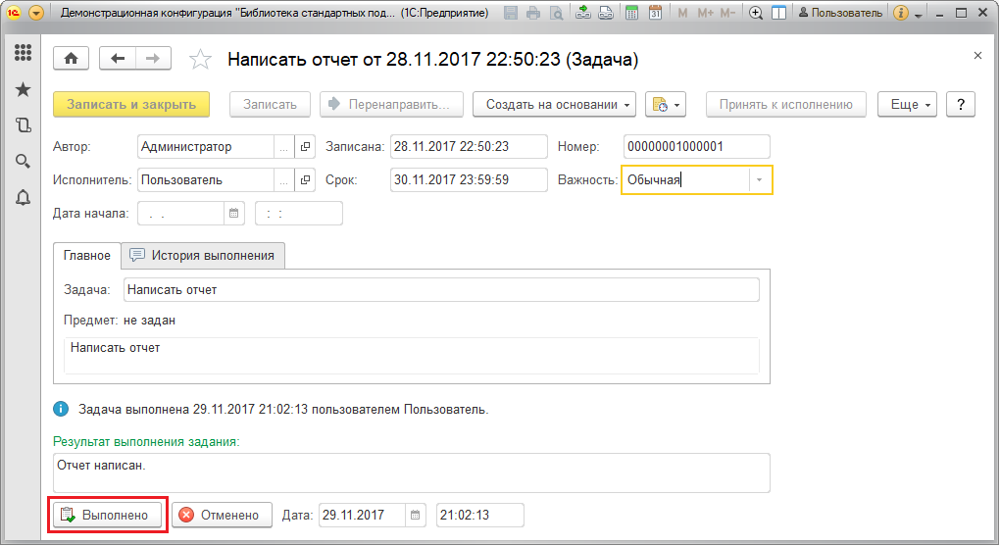 Демонстрационная конфигурация "Библиотека стандартных под... (1С:Предприятие) M M+ M- Пользователь
Написать отчет от 28.11.2017 22:50:23 (Задача)
Записать и закрыть Записать Перенаправить... Создать на основании Принять к исполнению Еще ?
Автор: Администратор ... Записана: 28.11.2017 22:50:23 Номер: 00000001000001
Исполнитель: Пользователь ... Срок: 30.11.2017 23:59:59 Важность: Обычная
Дата начала: . . : :
Главное История выполнения
Задача: Написать отчет
Предмет: не задан
Написать отчет
Задача выполнена 29.11.2017 21:02:13 пользователем Пользователь.
Результат выполнения задания:
Отчет написан.
Выполнено Отменено Дата: 29.11.2017 21:02:13